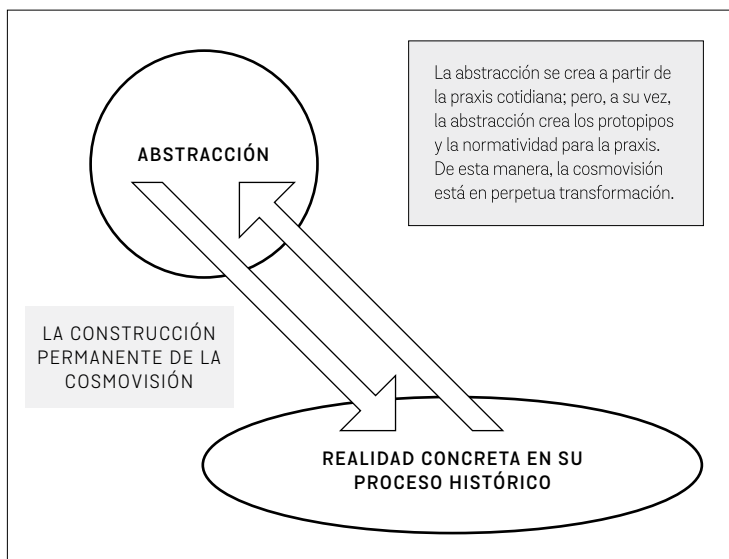 La abstracción se crea a partir de
la praxis cotidiana; pero, a su vez,
la abstracción crea los protopipos
y la normatividad para la praxis.
De esta manera, la cosmovisión
está en perpetua transformación.
ABSTRACCIÓN
LA CONSTRUCCIÓN
PERMANENTE DE LA
COSMOVISIÓN
REALIDAD CONCRETA EN SU
PROCESO HISTÓRICO